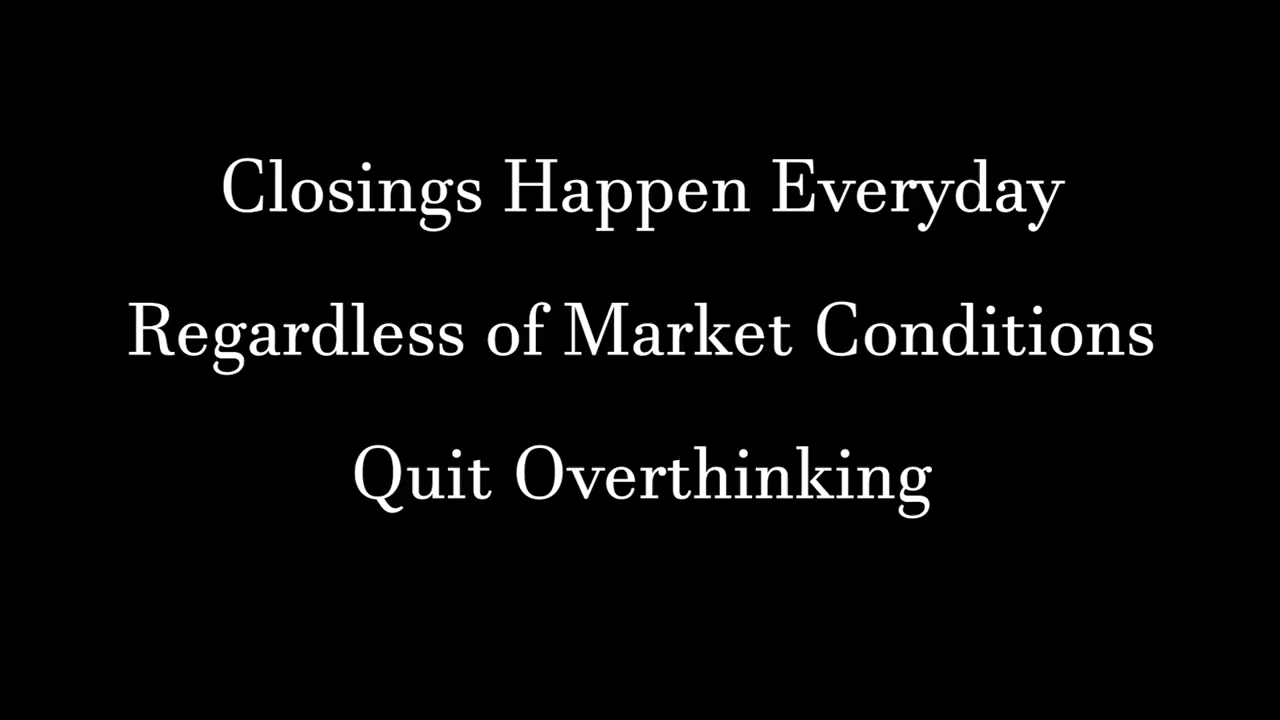 Closings Happen Everyday
Regardless of Market Conditions
Quit Overthinking